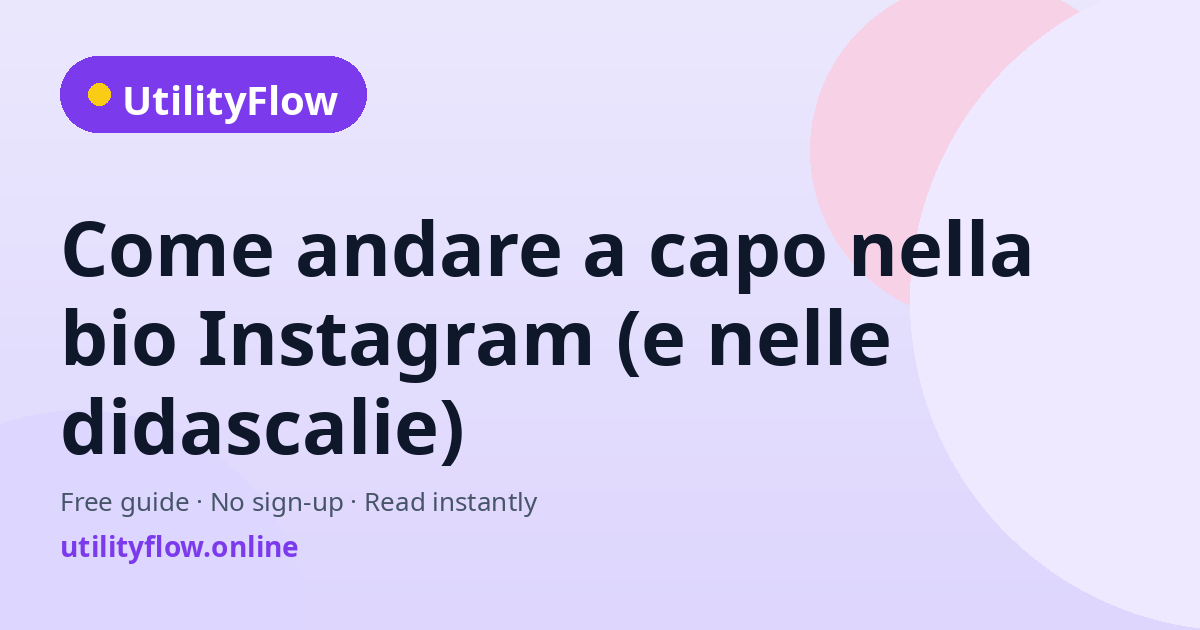 UtilityFlow
Come andare a capo nella
bio Instagram (e nelle
didascalie)
Free guide · No sign-up · Read instantly
utilityflow.online